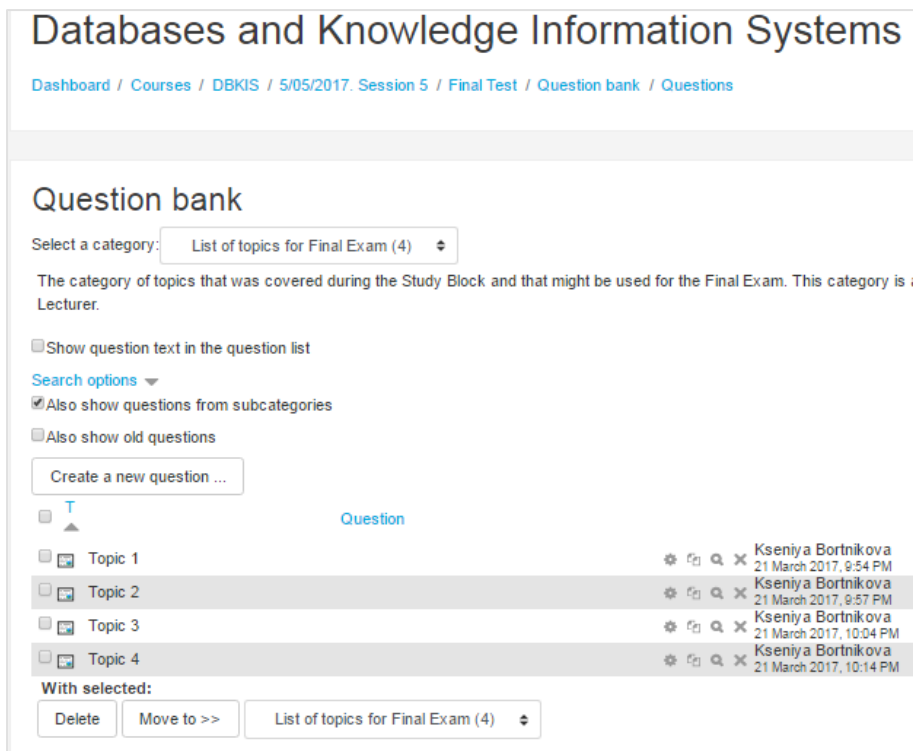 Databases and Knowledge Information Systems
Dashboard / Courses / DBKIS / 5/05/2017. Session 5 / Final Test / Question bank / Questions
Question bank
Select a category: List of topics for Final Exam (4)
The category of topics that was covered during the Study Block and that might be used for the Final Exam. This category is a
Lecturer.
Show question text in the question list
Search options
Also show questions from subcategories
Also show old questions
Create a new question ...
T
Question
Topic 1 Kseniya Bortnikova
21 March 2017, 9:54 PM
Topic 2 Kseniya Bortnikova
21 March 2017, 9:57 PM
Topic 3 Kseniya Bortnikova
21 March 2017, 10:04 PM
Topic 4 Kseniya Bortnikova
21 March 2017, 10:14 PM
With selected:
Delete Move to >> List of topics for Final Exam (4)